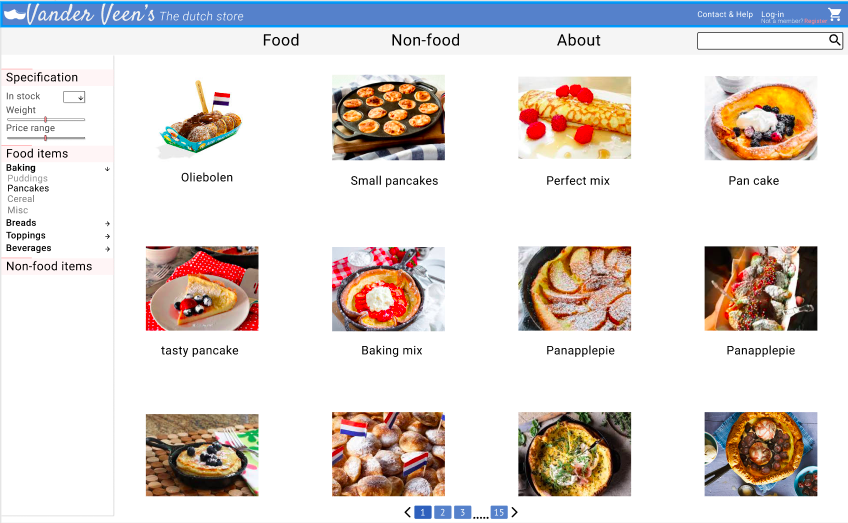 Vander Veen's The dutch store
Contact & Help
Log-in
Not a member? Register
Food
Non-food
About
Specification
In stock
Weight
Price range
Food items
Baking
Puddings
Pancakes
Cereal
Misc
Breads
Toppings
Beverages
Non-food items
Oliebolen
Small pancakes
Perfect mix
Pan cake
tasty pancake
Baking mix
Panapplepie
Panapplepie
1 2 3 ..... 15